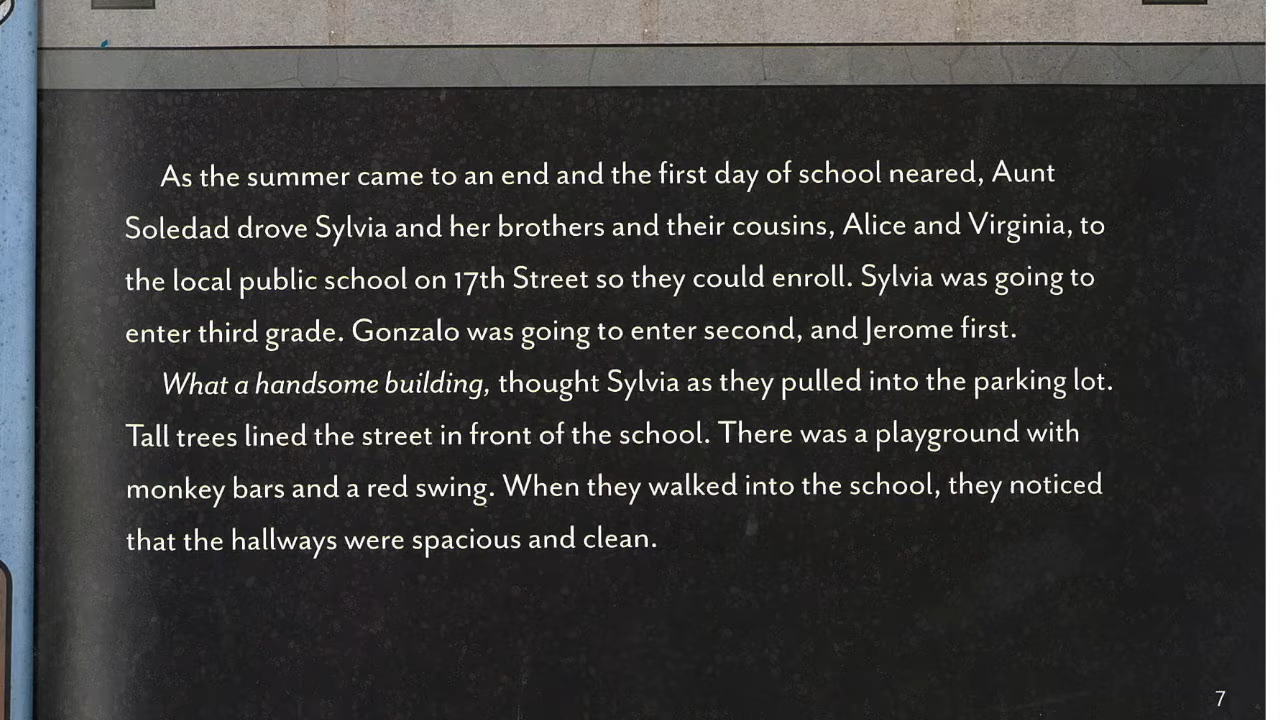 As the summer came to an end and the first day of school neared, Aunt
Soledad drove Sylvia and her brothers and their cousins, Alice and Virginia, to
the local public school on 17th Street so they could enroll. Sylvia was going to
enter third grade. Gonzalo was going to enter second, and Jerome first.
What a handsome building, thought Sylvia as they pulled into the parking lot.
Tall trees lined the street in front of the school. There was a playground with
monkey bars and a red swing. When they walked into the school, they noticed
that the hallways were spacious and clean.
7